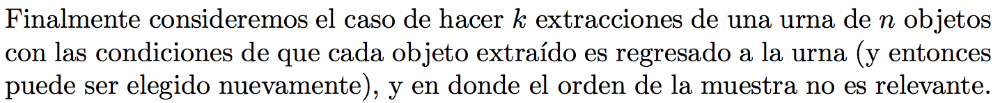 Finalmente consideremos el caso de hacer k extracciones de una urna de n objetos
con las condiciones de que cada objeto extraído es regresado a la urna (y entonces
puede ser elegido nuevamente), y en donde el orden de la muestra no es relevante.